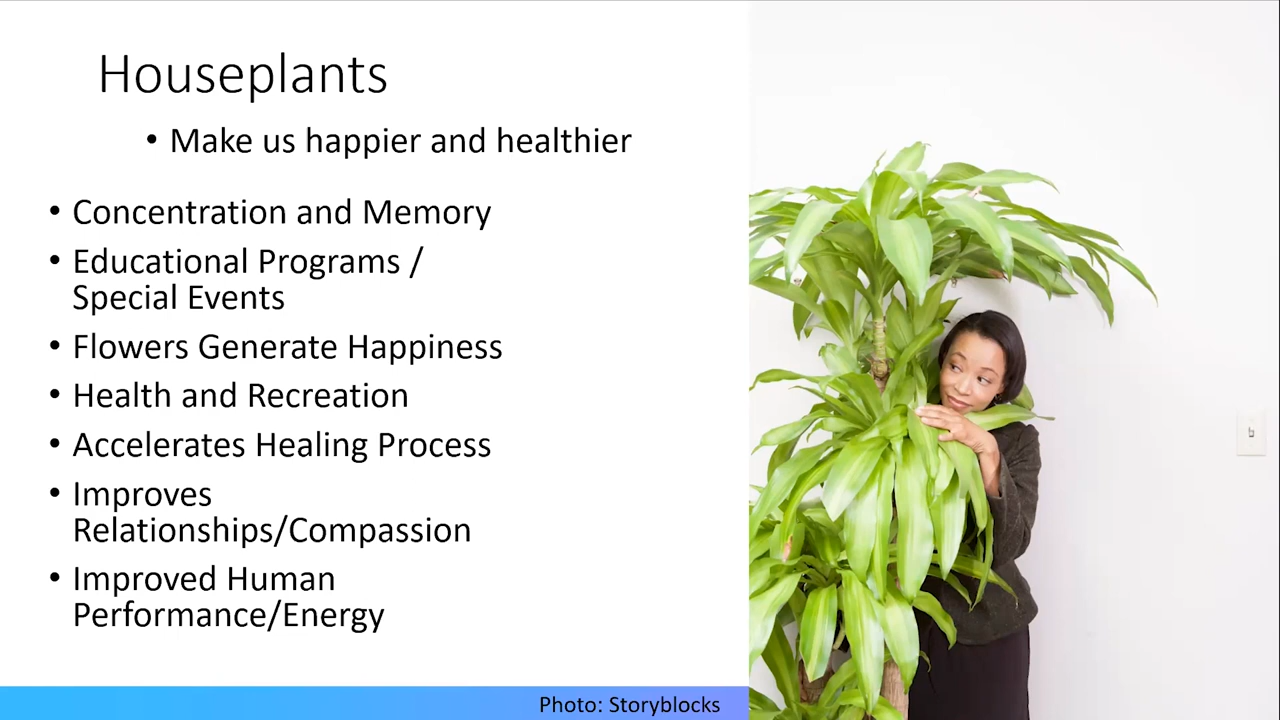 Houseplants
• Make us happier and healthier
• Concentration and Memory
• Educational Programs /
Special Events
• Flowers Generate Happiness
• Health and Recreation
• Accelerates Healing Process
• Improves
Relationships/Compassion
• Improved Human
Performance/Energy
Photo: Storyblocks